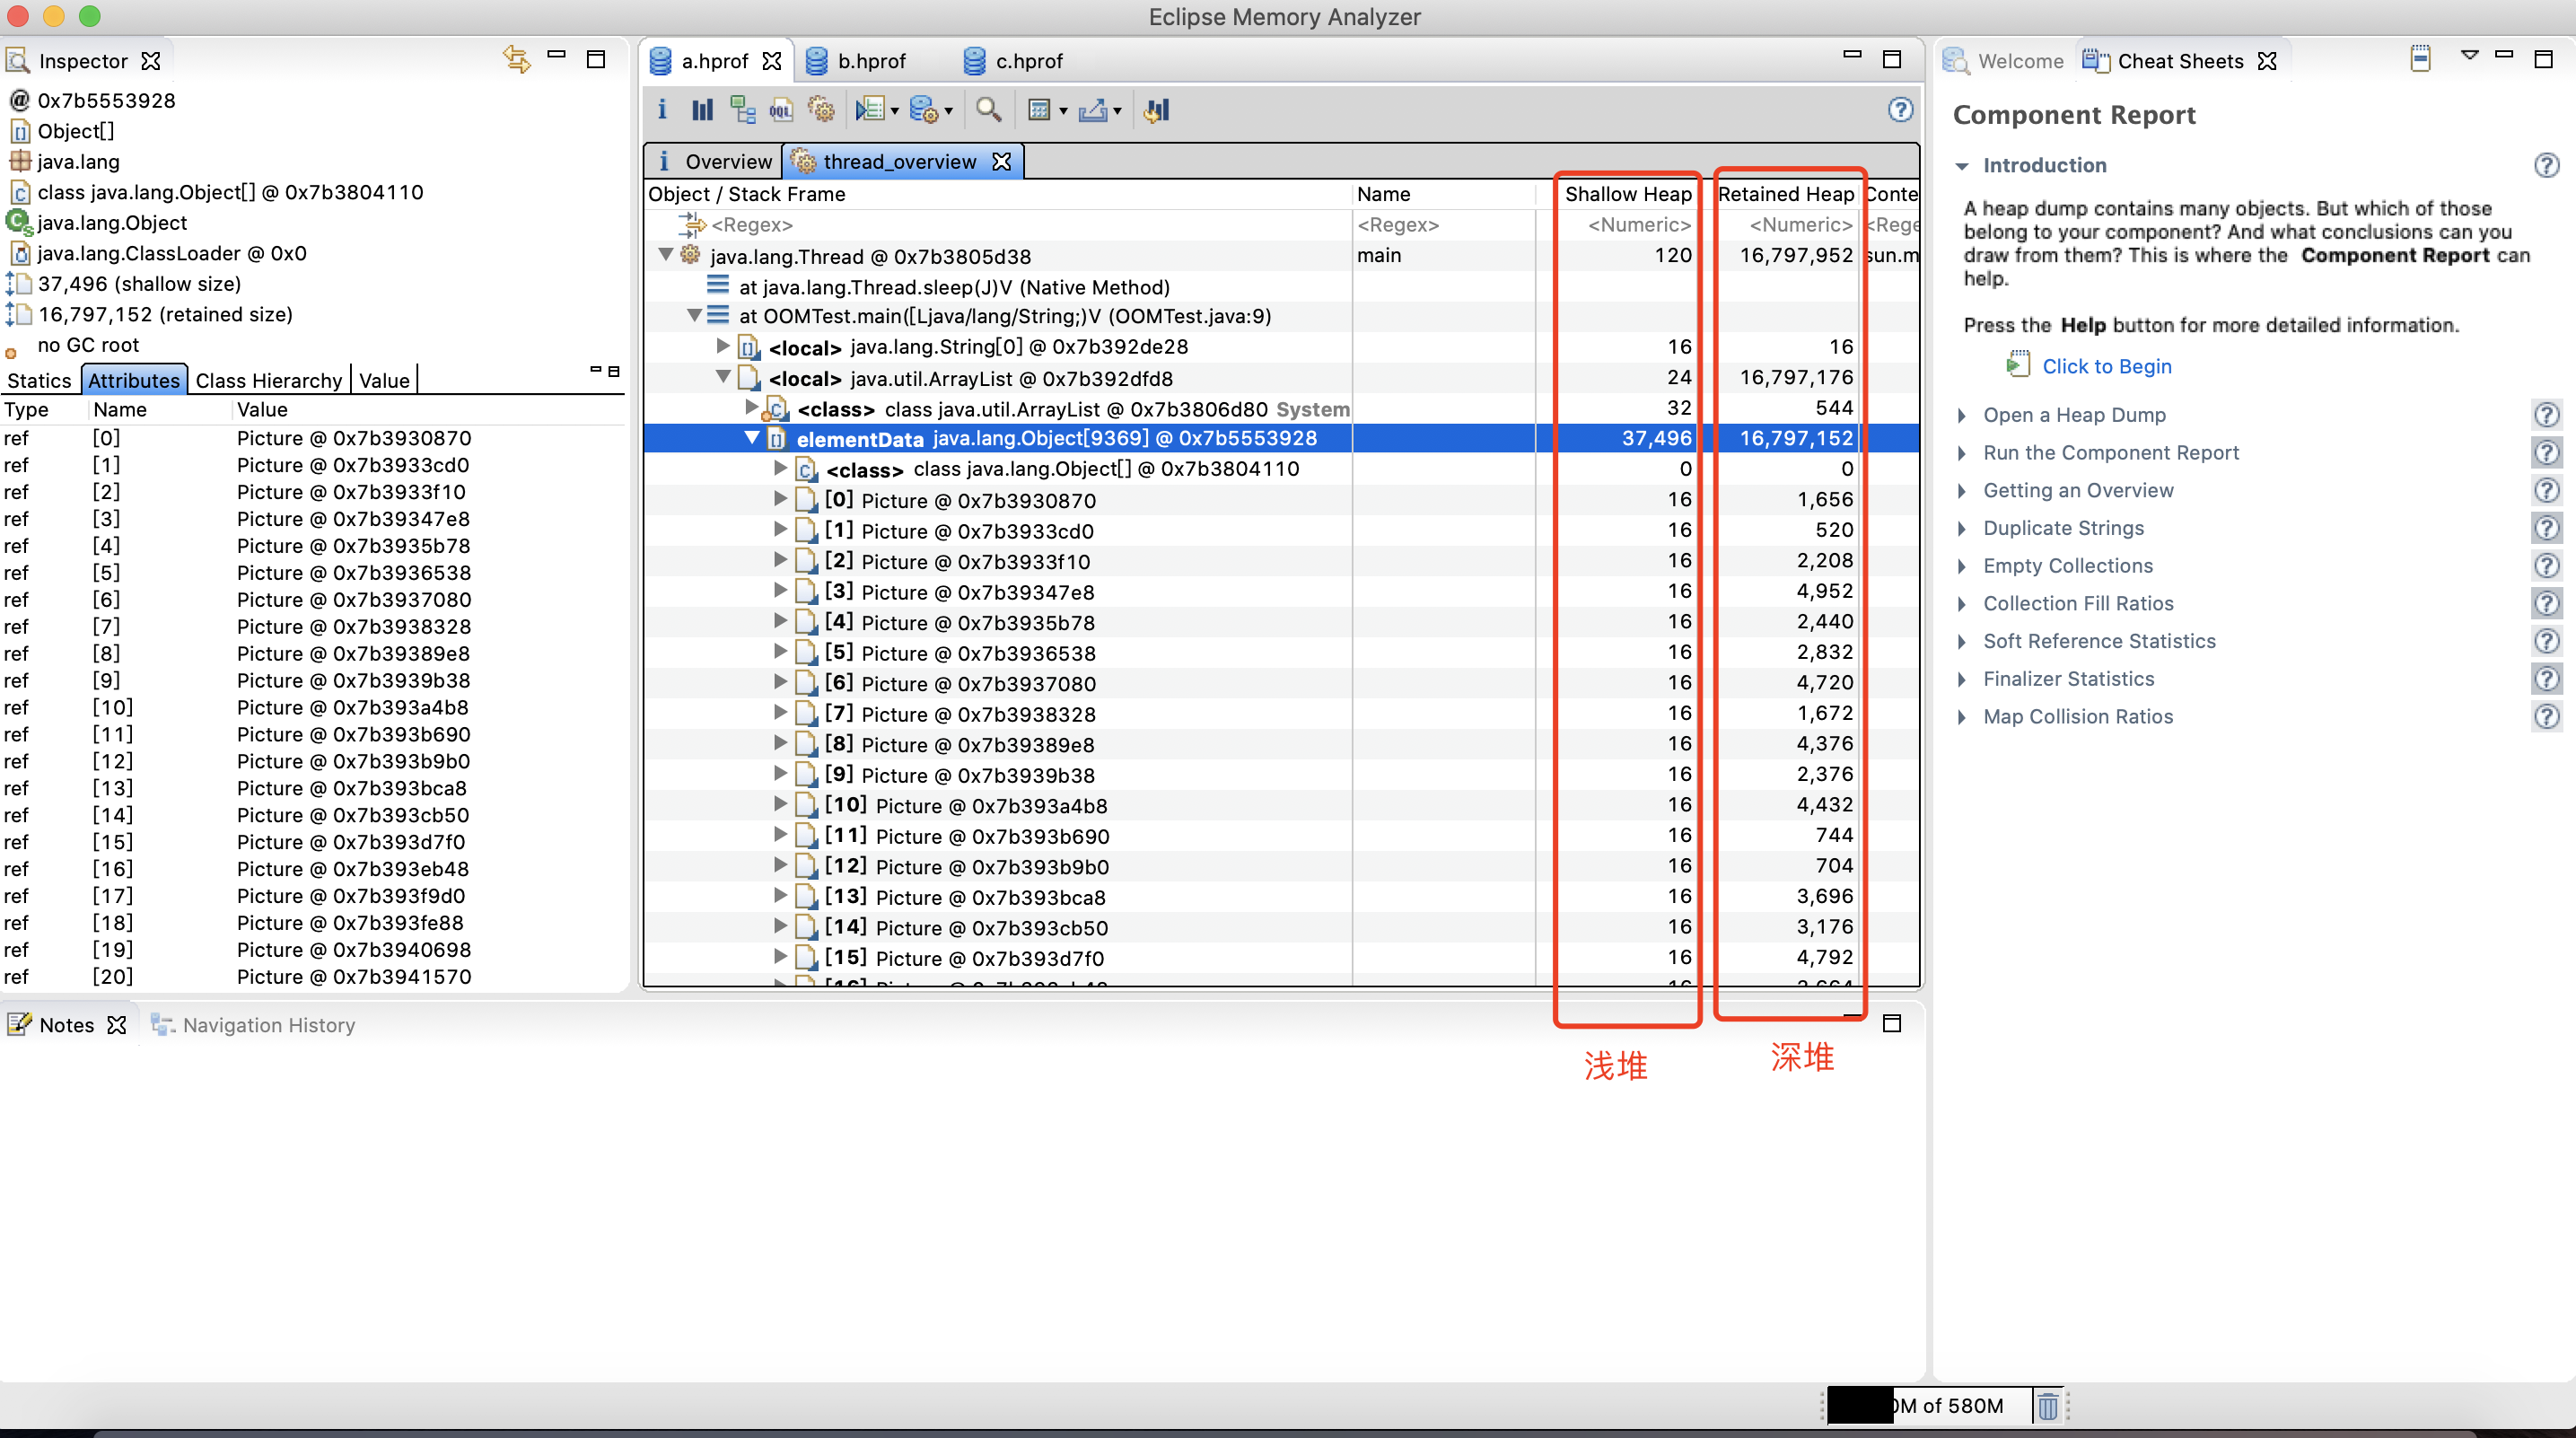 Eclipse Memory Analyzer
Inspector
@ 0x7b5553928
Object[]
java.lang
class java.lang.Object[] @ 0x7b3804110
java.lang.Object
java.lang.ClassLoader @ 0x0
37,496 (shallow size)
16,797,152 (retained size)
no GC root
Statics Attributes Class Hierarchy Value
Type Name Value
ref [0] Picture @ 0x7b3930870
ref [1] Picture @ 0x7b3933cd0
ref [2] Picture @ 0x7b3933f10
ref [3] Picture @ 0x7b39347e8
ref [4] Picture @ 0x7b3935b78
ref [5] Picture @ 0x7b3936538
ref [6] Picture @ 0x7b3937080
ref [7] Picture @ 0x7b3938328
ref [8] Picture @ 0x7b39389e8
ref [9] Picture @ 0x7b3939b38
ref [10] Picture @ 0x7b393a4b8
ref [11] Picture @ 0x7b393b690
ref [12] Picture @ 0x7b393b9b0
ref [13] Picture @ 0x7b393bca8
ref [14] Picture @ 0x7b393cb50
ref [15] Picture @ 0x7b393d7f0
ref [16] Picture @ 0x7b393eb48
ref [17] Picture @ 0x7b393f9d0
ref [18] Picture @ 0x7b393fe88
ref [19] Picture @ 0x7b3940698
ref [20] Picture @ 0x7b3941570
a.hprof b.hprof c.hprof
OQL
Overview thread_overview
Object / Stack Frame Name Shallow Heap Retained Heap Conte
<Regex> <Regex> <Numeric> <Numeric> <Rege
java.lang.Thread @ 0x7b3805d38 main 120 16,797,952 sun.m
at java.lang.Thread.sleep(J)V (Native Method)
at OOMTest.main([Ljava/lang/String;)V (OOMTest.java:9)
<local> java.lang.String[0] @ 0x7b392de28 16 16
<local> java.util.ArrayList @ 0x7b392dfd8 24 16,797,176
<class> class java.util.ArrayList @ 0x7b3806d80 System 32 544
elementData java.lang.Object[9369] @ 0x7b5553928 37,496 16,797,152
<class> class java.lang.Object[] @ 0x7b3804110 0 0
[0] Picture @ 0x7b3930870 16 1,656
[1] Picture @ 0x7b3933cd0 16 520
[2] Picture @ 0x7b3933f10 16 2,208
[3] Picture @ 0x7b39347e8 16 4,952
[4] Picture @ 0x7b3935b78 16 2,440
[5] Picture @ 0x7b3936538 16 2,832
[6] Picture @ 0x7b3937080 16 4,720
[7] Picture @ 0x7b3938328 16 1,672
[8] Picture @ 0x7b39389e8 16 4,376
[9] Picture @ 0x7b3939b38 16 2,376
[10] Picture @ 0x7b393a4b8 16 4,432
[11] Picture @ 0x7b393b690 16 744
[12] Picture @ 0x7b393b9b0 16 704
[13] Picture @ 0x7b393bca8 16 3,696
[14] Picture @ 0x7b393cb50 16 3,176
[15] Picture @ 0x7b393d7f0 16 4,792
浅堆 深堆
Welcome Cheat Sheets
Component Report
Introduction
A heap dump contains many objects. But which of those
belong to your component? And what conclusions can you
draw from them? This is where the Component Report can
help.
Press the Help button for more detailed information.
Click to Begin
Open a Heap Dump
Run the Component Report
Getting an Overview
Duplicate Strings
Empty Collections
Collection Fill Ratios
Soft Reference Statistics
Finalizer Statistics
Map Collision Ratios
Notes Navigation History
0M of 580M